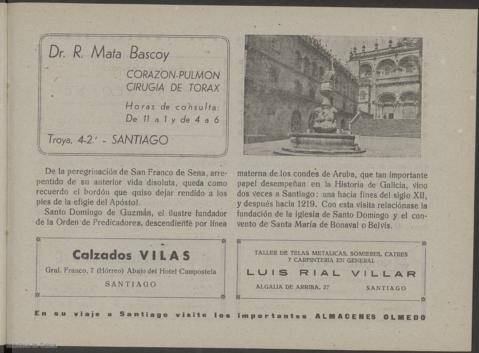 Dr. R. Mata Bascoy
CORAZON-PULMON
CIRUGIA DE TORAX
Horas de consulta:
De 11 a 1 y de 4 a 6
Troya, 4-2.º - SANTIAGO
De la peregrinación de San Franco de Sena, arre-
pentido de su anterior vida disoluta, queda como
recuerdo el bordón que quiso dejar rendido a los
pies de la efigie del Apóstol.
Santo Domingo de Guzmán, el ilustre fundador
de la Orden de Predicadores, descendiente por línea
materna de los condes de Aruba, que tan importante
papel desempeñan en la Historia de Galicia, vino
dos veces a Santiago: una hacia fines del siglo XII,
y después hacia 1219. Con esta visita relaciónase la
fundación de la iglesia de Santo Domingo y el con-
vento de Santa María de Bonaval o Belvís.
Calzados VILAS
Gral. Franco, 7 (Hórreo) Abajo del Hotel Compostela
SANTIAGO
TALLER DE TELAS METALICAS, SOMIERES, CATRES
Y CARPINTERIA EN GENERAL
LUIS RIAL VILLAR
ALGALIA DE ARRIBA, 27 SANTIAGO
En su viaje a Santiago visite los importantes ALMACENES OLMEDO